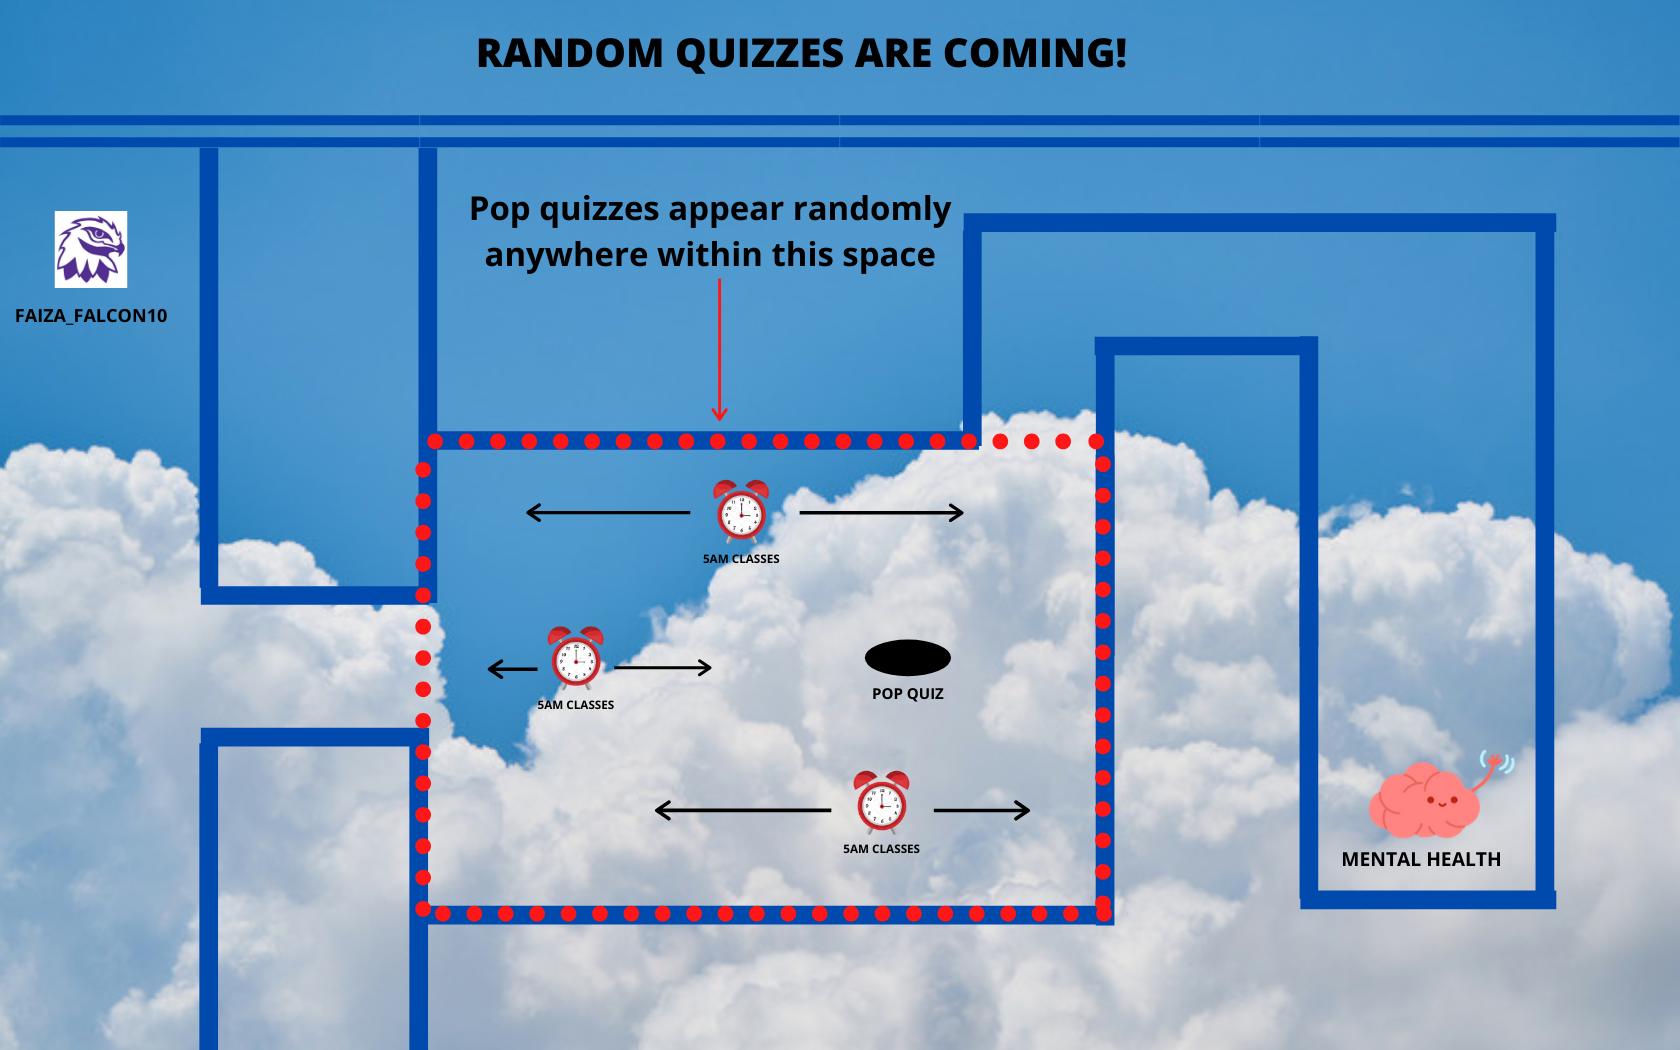 RANDOM QUIZZES ARE COMING!
Pop quizzes appear randomly
anywhere within this space
FAIZA_FALCON10
5AM CLASSES
5AM CLASSES
POP QUIZ
5AM CLASSES
MENTAL HEALTH